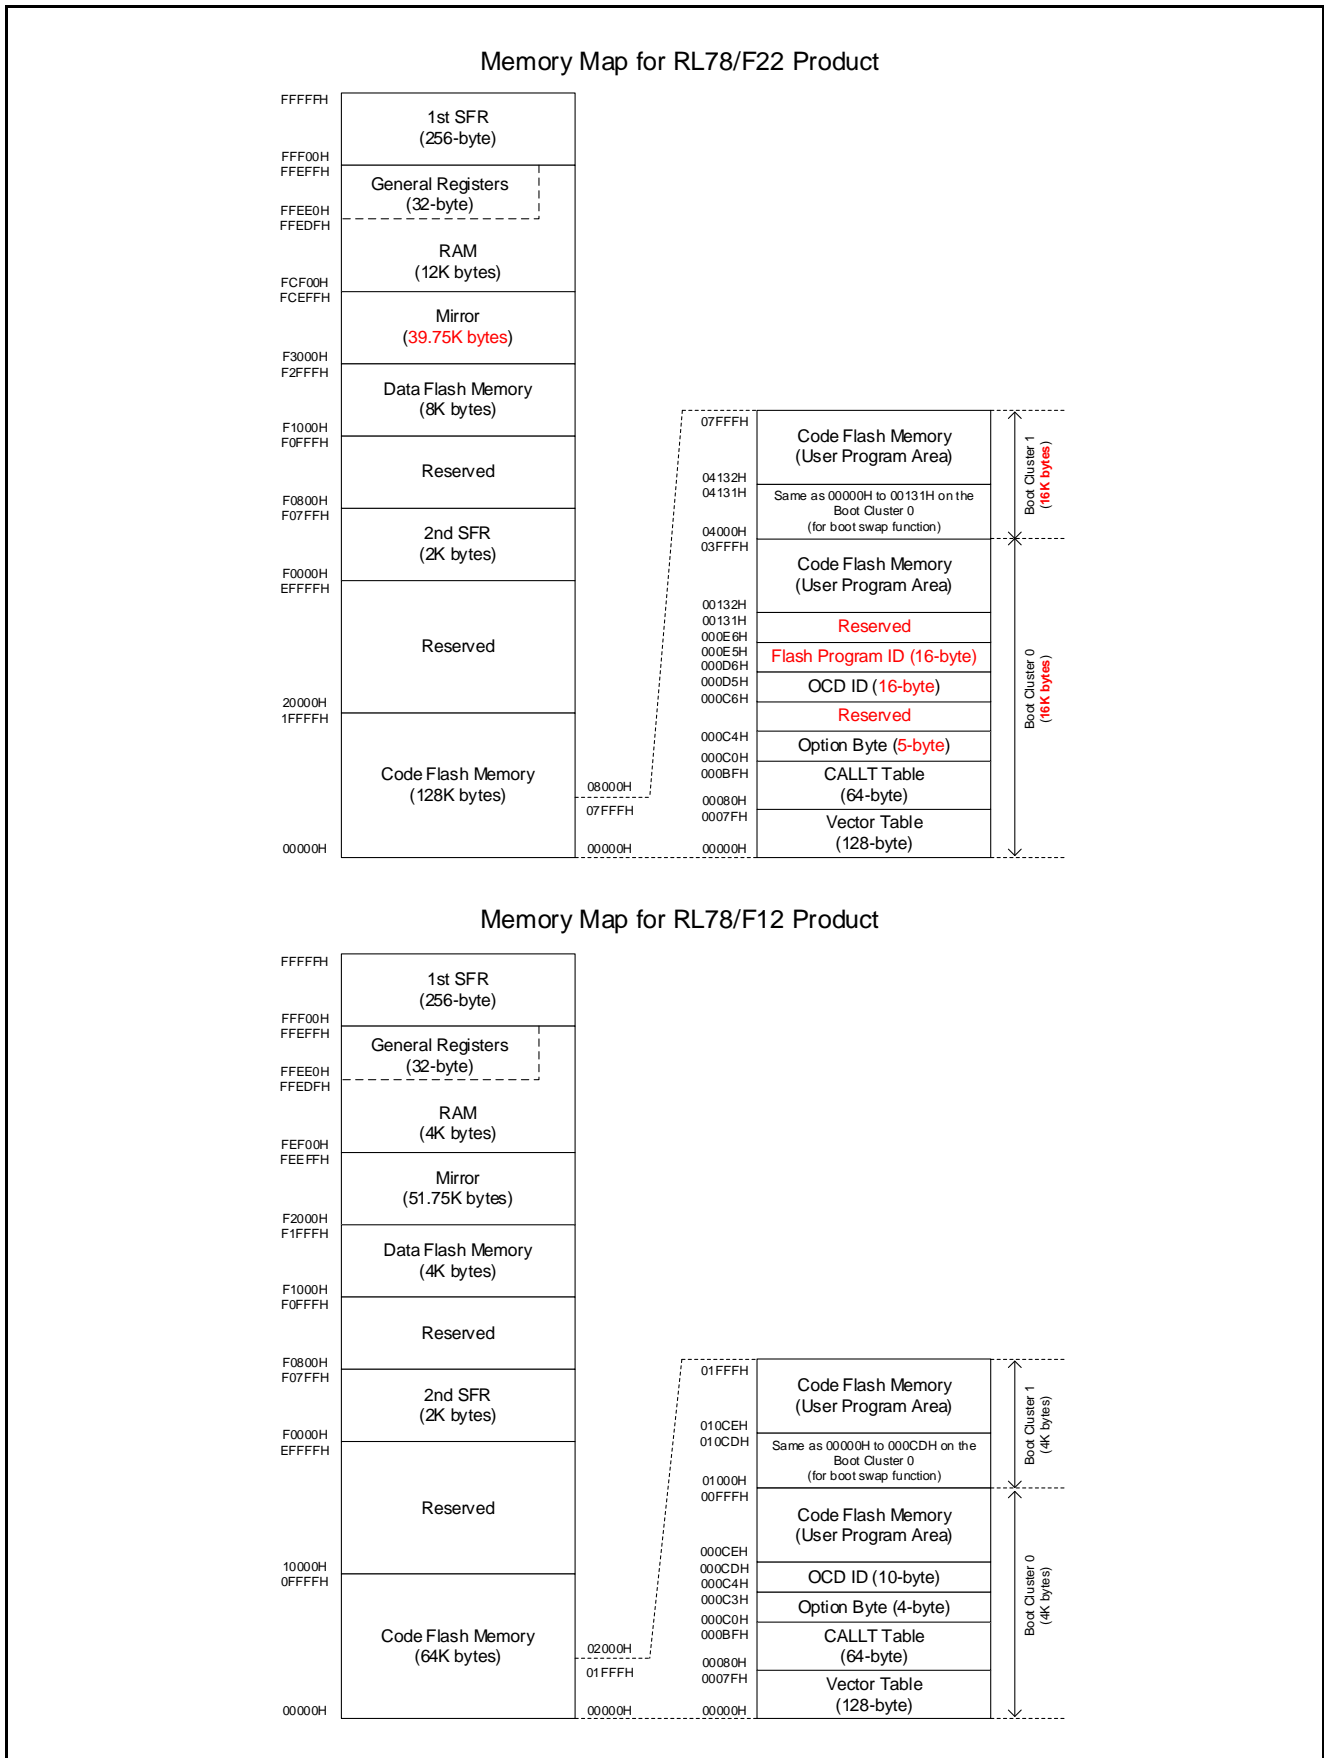 Memory Map for RL78/F22 Product
FFFFFH
1st SFR
(256-byte)
FFF00H
FFEFFH
General Registers
(32-byte)
FFEE0H
FFEDFH
RAM
(12K bytes)
FCF00H
FCEFFH
Mirror
(39.75K bytes)
F3000H
F2FFFH
Data Flash Memory
(8K bytes)
F1000H
F0FFFH
Reserved
F0800H
F07FFH
2nd SFR
(2K bytes)
F0000H
EFFFFH
Reserved
20000H
1FFFFH
Code Flash Memory
(128K bytes)
00000H
08000H
07FFFH
00000H
07FFFH
Code Flash Memory
(User Program Area)
04132H
04131H
Same as 00000H to 00131H on the
Boot Cluster 0
(for boot swap function)
04000H
03FFFH
Code Flash Memory
(User Program Area)
00132H
00131H
Reserved
000E6H
000E5H
Flash Program ID (16-byte)
000D6H
000D5H
OCD ID (16-byte)
000C6H
Reserved
000C4H
Option Byte (5-byte)
000C0H
000BFH
CALLT Table
(64-byte)
00080H
0007FH
Vector Table
(128-byte)
00000H
Boot Cluster 1
(16K bytes)
Boot Cluster 0
(16K bytes)
Memory Map for RL78/F12 Product
FFFFFH
1st SFR
(256-byte)
FFF00H
FFEFFH
General Registers
(32-byte)
FFEE0H
FFEDFH
RAM
(4K bytes)
FEF00H
FEEFFH
Mirror
(51.75K bytes)
F2000H
F1FFFH
Data Flash Memory
(4K bytes)
F1000H
F0FFFH
Reserved
F0800H
F07FFH
2nd SFR
(2K bytes)
F0000H
EFFFFH
Reserved
10000H
0FFFFH
Code Flash Memory
(64K bytes)
00000H
02000H
01FFFH
00000H
01FFFH
Code Flash Memory
(User Program Area)
010CEH
010CDH
Same as 00000H to 000CDH on the
Boot Cluster 0
(for boot swap function)
01000H
00FFFH
Code Flash Memory
(User Program Area)
000CEH
000CDH
OCD ID (10-byte)
000C4H
000C3H
Option Byte (4-byte)
000C0H
000BFH
CALLT Table
(64-byte)
00080H
0007FH
Vector Table
(128-byte)
00000H
Boot Cluster 1
(4K bytes)
Boot Cluster 0
(4K bytes)